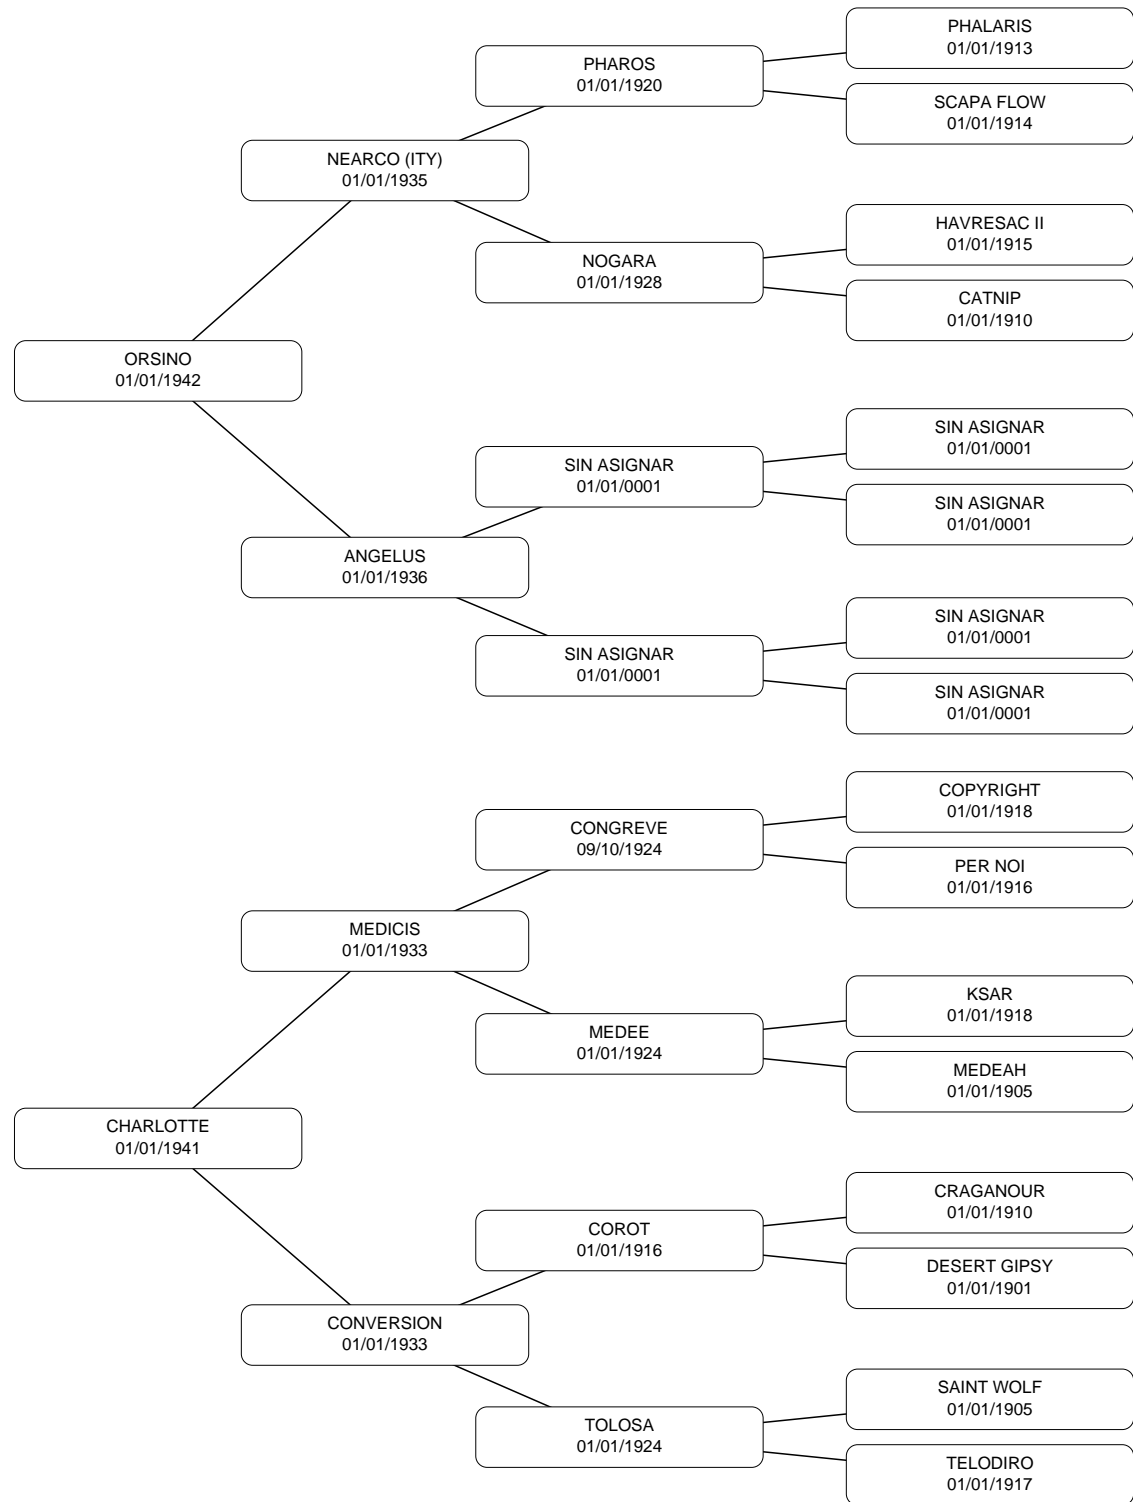 PHALARIS
01/01/1913
PHAROS
01/01/1920
SCAPA FLOW
01/01/1914
NEARCO (ITY)
01/01/1935
HAVRESAC II
01/01/1915
NOGARA
01/01/1928
CATNIP
01/01/1910
ORSINO
01/01/1942
SIN ASIGNAR
01/01/0001
SIN ASIGNAR
01/01/0001
SIN ASIGNAR
01/01/0001
ANGELUS
01/01/1936
SIN ASIGNAR
01/01/0001
SIN ASIGNAR
01/01/0001
SIN ASIGNAR
01/01/0001
COPYRIGHT
01/01/1918
CONGREVE
09/10/1924
PER NOI
01/01/1916
MEDICIS
01/01/1933
KSAR
01/01/1918
MEDEE
01/01/1924
MEDEAH
01/01/1905
CHARLOTTE
01/01/1941
CRAGANOUR
01/01/1910
COROT
01/01/1916
DESERT GIPSY
01/01/1901
CONVERSION
01/01/1933
SAINT WOLF
01/01/1905
TOLOSA
01/01/1924
TELODIRO
01/01/1917